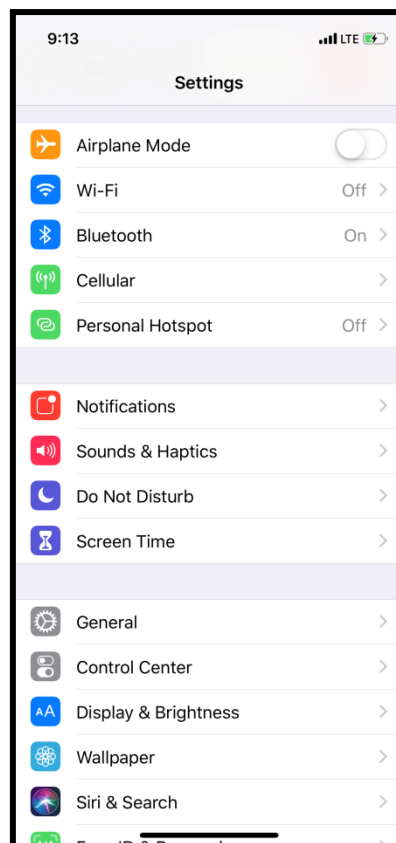 9:13 LTE
Settings
Airplane Mode
Wi-Fi Off
Bluetooth On
Cellular
Personal Hotspot Off
Notifications
Sounds & Haptics
Do Not Disturb
Screen Time
General
Control Center
AA Display & Brightness
Wallpaper
Siri & Search